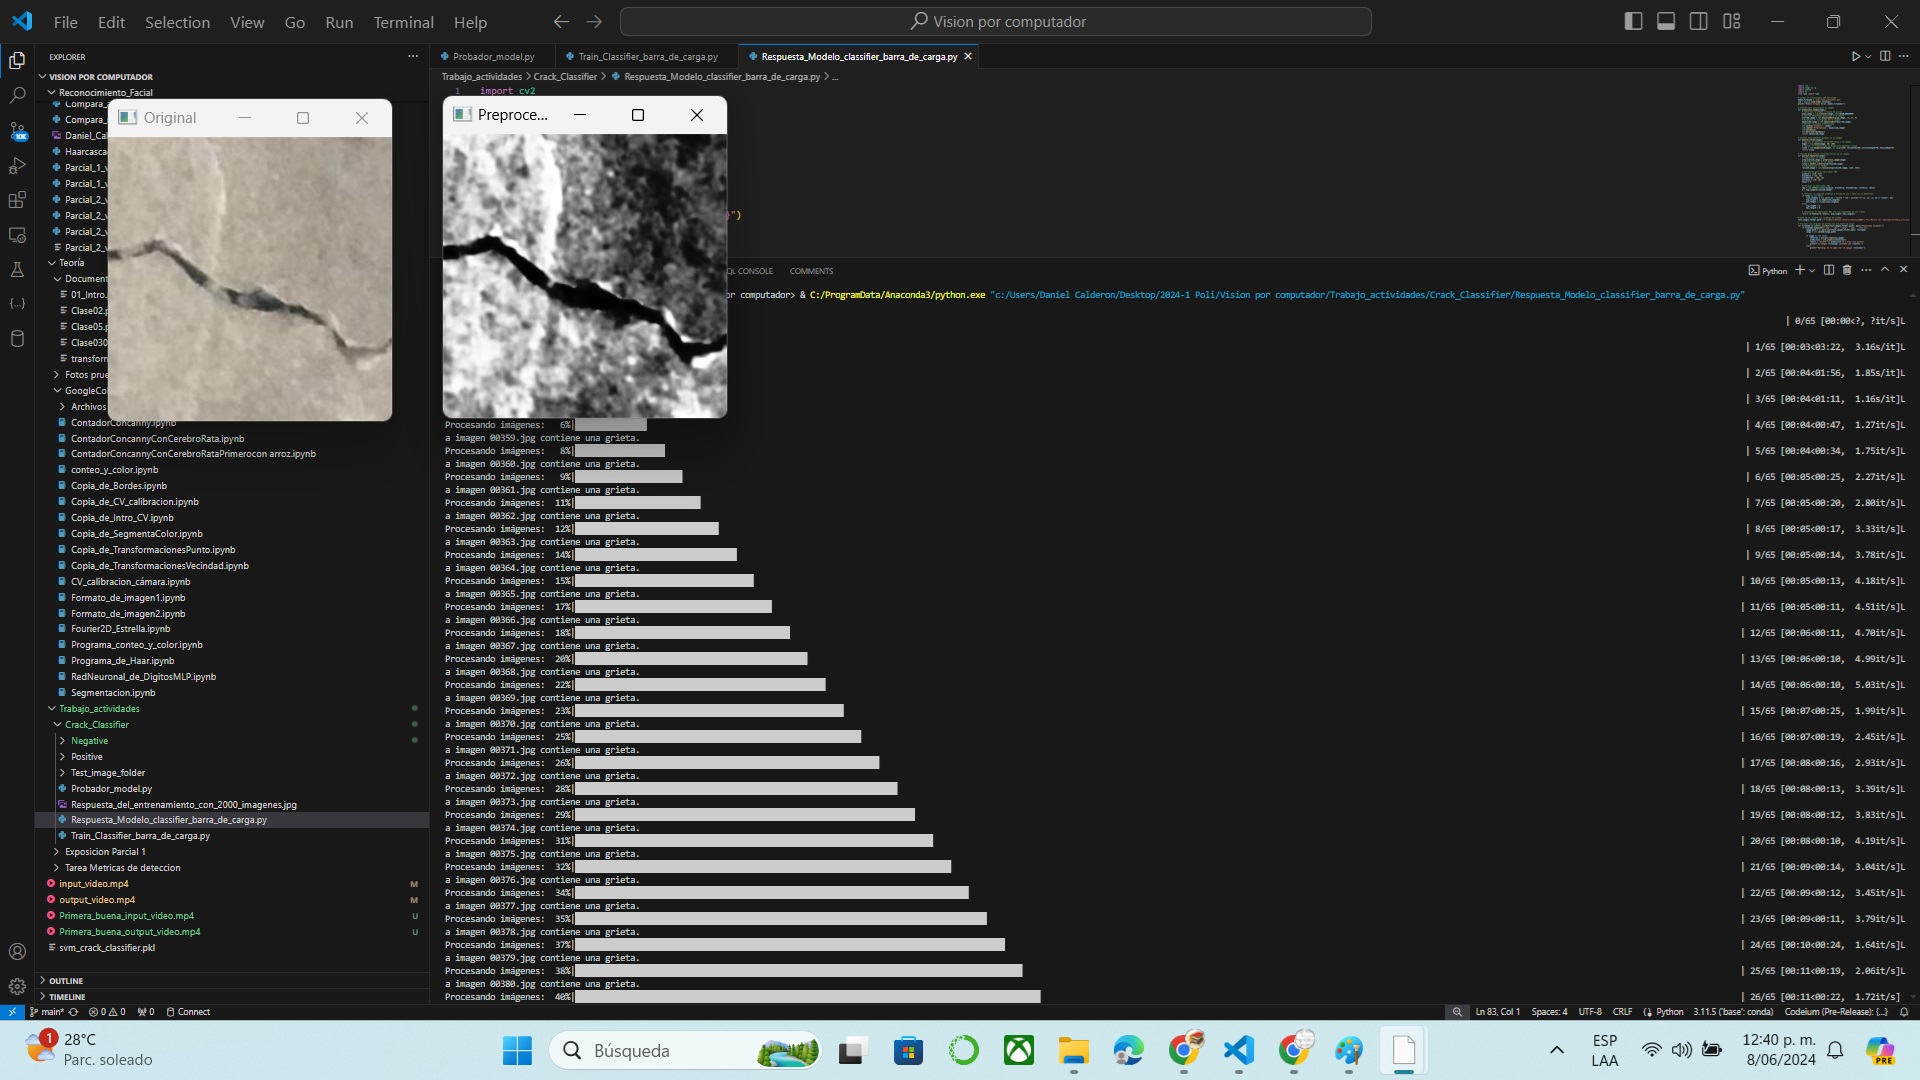 File Edit Selection View Go Run Terminal Help
Vision por computador
EXPLORER
VISION POR COMPUTADOR
Reconocimiento_Facial
Compara_
Compara_
Daniel_Cal
Haarcasca
Parcial_1_v
Parcial_1_v
Parcial_2_v
Parcial_2_v
Parcial_2_v
Parcial_2_v
Teoría
Document
01_Intro.
Clase02.p
Clase05.p
Clase030
transforn
Fotos prue
GoogleCol
Archivos
ContadorConcanny.ipynb
ContadorConcannyConCerebroRata.ipynb
ContadorConcannyConCerebroRataPrimerocon arroz.ipynb
conteo_y_color.ipynb
Copia_de_Bordes.ipynb
Copia_de_CV_calibracion.ipynb
Copia_de_Intro_CV.ipynb
Copia_de_SegmentaColor.ipynb
Copia_de_TransformacionesPunto.ipynb
Copia_de_TransformacionesVecindad.ipynb
CV_calibracion_cámara.ipynb
Formato_de_imagen1.ipynb
Formato_de_imagen2.ipynb
Fourier2D_Estrella.ipynb
Programa_conteo_y_color.ipynb
Programa_de_Haar.ipynb
RedNeuronal_de_DigitosMLP.ipynb
Segmentacion.ipynb
Trabajo_actividades
Crack_Classifier
Negative
Positive
Test_image_folder
Probador_model.py
Respuesta_del_entrenamiento_con_2000_imagenes.jpg
Respuesta_Modelo_classifier_barra_de_carga.py
Train_Classifier_barra_de_carga.py
Exposicion Parcial 1
Tarea Metricas de deteccion
input_video.mp4 M
output_video.mp4 M
Primera_buena_input_video.mp4 U
Primera_buena_output_video.mp4 U
svm_crack_classifier.pkl
OUTLINE
TIMELINE
10K
Original
Preproce...
Probador_model.py
Train_Classifier_barra_de_carga.py
Respuesta_Modelo_classifier_barra_de_carga.py
Trabajo_actividades > Crack_Classifier > Respuesta_Modelo_classifier_barra_de_carga.py > ...
1 import cv2
}")
QL CONSOLE COMMENTS
Python
or computador> & C:/ProgramData/Anaconda3/python.exe "c:/Users/Daniel Calderon/Desktop/2024-1 Poli/Vision por computador/Trabajo_actividades/Crack_Classifier/Respuesta_Modelo_classifier_barra_de_carga.py"
| 0/65 [00:00<?, ?it/s]L
| 1/65 [00:03<03:22, 3.16s/it]L
| 2/65 [00:04<01:56, 1.85s/it]L
| 3/65 [00:04<01:11, 1.16s/it]L
Procesando imágenes: 6%| | 4/65 [00:04<00:47, 1.27it/s]L
a imagen 00359.jpg contiene una grieta.
Procesando imágenes: 8%| | 5/65 [00:04<00:34, 1.75it/s]L
a imagen 00360.jpg contiene una grieta.
Procesando imágenes: 9%| | 6/65 [00:05<00:25, 2.27it/s]L
a imagen 00361.jpg contiene una grieta.
Procesando imágenes: 11%| | 7/65 [00:05<00:20, 2.80it/s]L
a imagen 00362.jpg contiene una grieta.
Procesando imágenes: 12%| | 8/65 [00:05<00:17, 3.33it/s]L
a imagen 00363.jpg contiene una grieta.
Procesando imágenes: 14%| | 9/65 [00:05<00:14, 3.78it/s]L
a imagen 00364.jpg contiene una grieta.
Procesando imágenes: 15%| | 10/65 [00:05<00:13, 4.18it/s]L
a imagen 00365.jpg contiene una grieta.
Procesando imágenes: 17%| | 11/65 [00:05<00:11, 4.51it/s]L
a imagen 00366.jpg contiene una grieta.
Procesando imágenes: 18%| | 12/65 [00:06<00:11, 4.70it/s]L
a imagen 00367.jpg contiene una grieta.
Procesando imágenes: 20%| | 13/65 [00:06<00:10, 4.99it/s]L
a imagen 00368.jpg contiene una grieta.
Procesando imágenes: 22%| | 14/65 [00:06<00:10, 5.03it/s]L
a imagen 00369.jpg contiene una grieta.
Procesando imágenes: 23%| | 15/65 [00:07<00:25, 1.99it/s]L
a imagen 00370.jpg contiene una grieta.
Procesando imágenes: 25%| | 16/65 [00:07<00:19, 2.45it/s]L
a imagen 00371.jpg contiene una grieta.
Procesando imágenes: 26%| | 17/65 [00:08<00:16, 2.93it/s]L
a imagen 00372.jpg contiene una grieta.
Procesando imágenes: 28%| | 18/65 [00:08<00:13, 3.39it/s]L
a imagen 00373.jpg contiene una grieta.
Procesando imágenes: 29%| | 19/65 [00:08<00:12, 3.83it/s]L
a imagen 00374.jpg contiene una grieta.
Procesando imágenes: 31%| | 20/65 [00:08<00:10, 4.19it/s]L
a imagen 00375.jpg contiene una grieta.
Procesando imágenes: 32%| | 21/65 [00:09<00:14, 3.04it/s]L
a imagen 00376.jpg contiene una grieta.
Procesando imágenes: 34%| | 22/65 [00:09<00:12, 3.45it/s]L
a imagen 00377.jpg contiene una grieta.
Procesando imágenes: 35%| | 23/65 [00:09<00:11, 3.79it/s]L
a imagen 00378.jpg contiene una grieta.
Procesando imágenes: 37%| | 24/65 [00:10<00:24, 1.64it/s]L
a imagen 00379.jpg contiene una grieta.
Procesando imágenes: 38%| | 25/65 [00:11<00:19, 2.06it/s]L
a imagen 00380.jpg contiene una grieta.
Procesando imágenes: 40%| | 26/65 [00:11<00:22, 1.72it/s]
main* 0 0 0 Connect
Ln 83, Col 1 Spaces: 4 UTF-8 CRLF Python 3.11.5 ('base': conda) Codeium (Pre-Release): {...}
1
28°C
Parc. soleado
Búsqueda
ESP
LAA
12:40 p. m.
8/06/2024
PRE